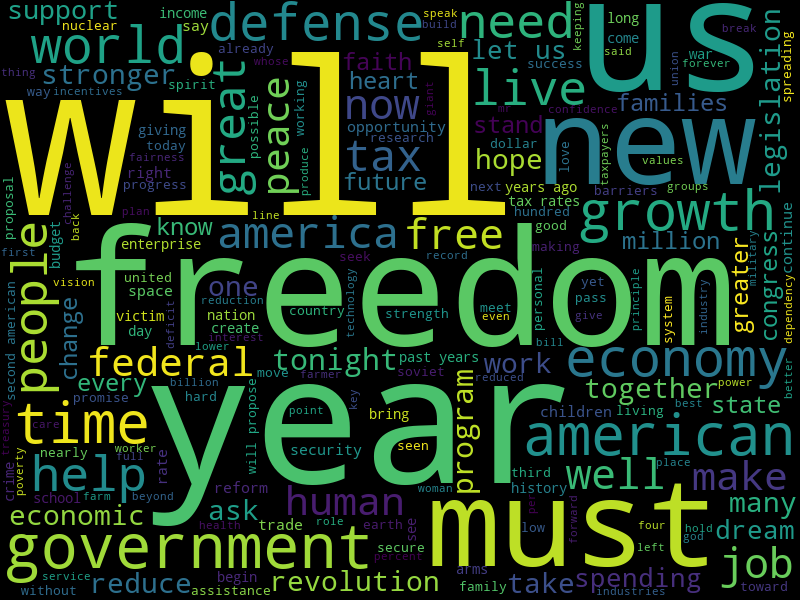 support
income
say
nuclear
world
stronger
way
incentives
thing
spirit
giving
today
right
progress
defense
already
whose
faith
heart
now
opportunity
research
tax
future
great
possible
peace
working
produce
speak
build
self
need
let us
success
live
stand
hope
next
years ago
tax rates
hundred
mr
giant
dollar
confidence
love
us
keeping
long
come
said
war
forever
union
break
families
taxpayers
values
barriers
groups
legislation
spreading
will
new
proposal
fairness
challenge
plan
back
line
budget
know
enterprise
america
free
seek
record
good
making
growth
million
congress
continue
military
greater
first
vision
people
second american
change
united
space
victim
day
one
nation
create
reduction
deficit
interest
lower
country
technology
strength
freedom
meet
even
personal
yet
pass
give
principle
bill
system
industry
dependency
better
federal
every
promise
billion
hard
tonight
move
farmer
past years
soviet
reduced
key
work
economy
together
power
best
state
children
living
time
treasury
care
poverty
crime
nearly
worker
full
rate
year
will propose
point
security
bring
seen
program
woman
american
place
third
history
well
make
many
dream
help
school
farm
beyond
reform
ask
human
economic
health
trade
role
earth
see
secure
percent
must
low
per
forward
four
left
hold
god
job
government
arms
family
take
spending
industries
toward
reduce
service
without
begin
assistance
revolution